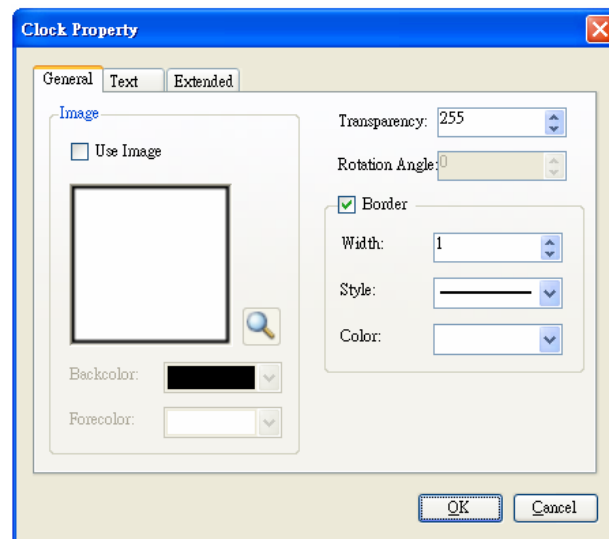 Clock Property
General Text Extended
Image
Use Image
Backcolor:
Forecolor:
Transparency: 255
Rotation Angle: 0
Border
Width: 1
Style:
Color:
OK Cancel